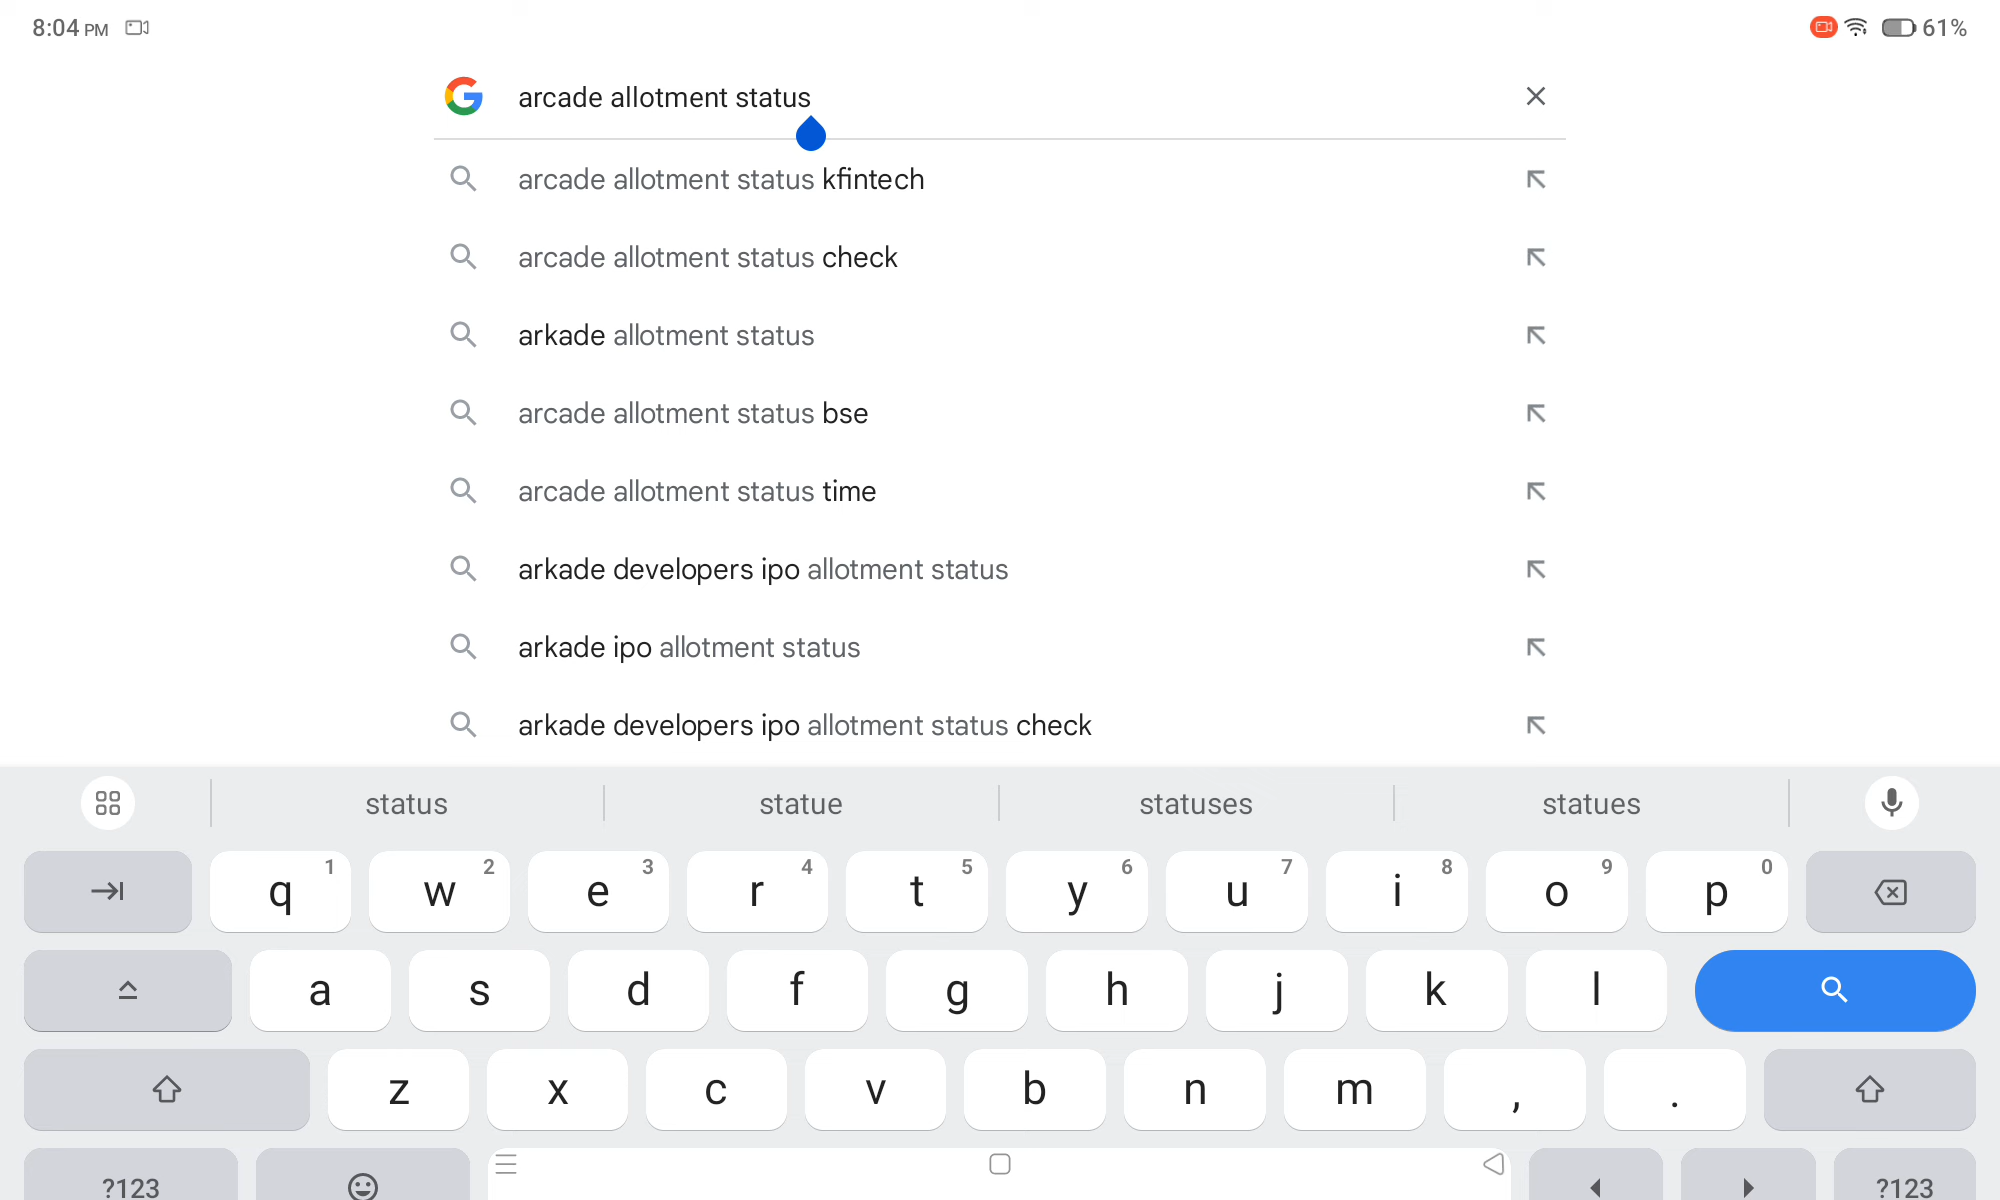 8:04 PM
61%
arcade allotment status
arcade allotment status kfintech
arcade allotment status check
arkade allotment status
arcade allotment status bse
arcade allotment status time
arkade developers ipo allotment status
arkade ipo allotment status
arkade developers ipo allotment status check
status statue statuses statues
q 1 w 2 e 3 r 4 t 5 y 6 u 7 i 8 o 9 p 0
a s d f g h j k l
z x c v b n m , .
?123 ?123